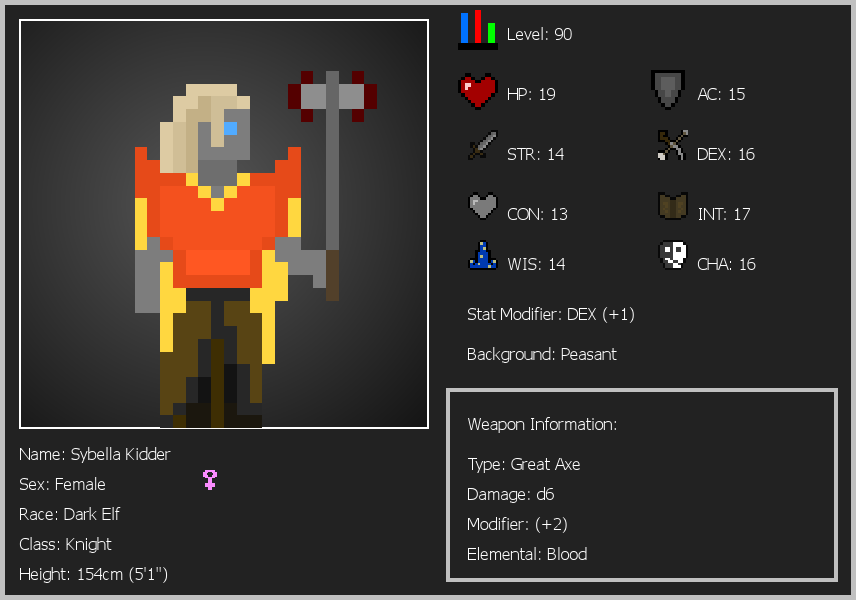 Level: 90
HP: 19
AC: 15
STR: 14
DEX: 16
CON: 13
INT: 17
WIS: 14
CHA: 16
Stat Modifier: DEX (+1)
Background: Peasant
Weapon Information:
Type: Great Axe
Damage: d6
Modifier: (+2)
Elemental: Blood
Name: Sybella Kidder
Sex: Female
Race: Dark Elf
Class: Knight
Height: 154cm (5'1")